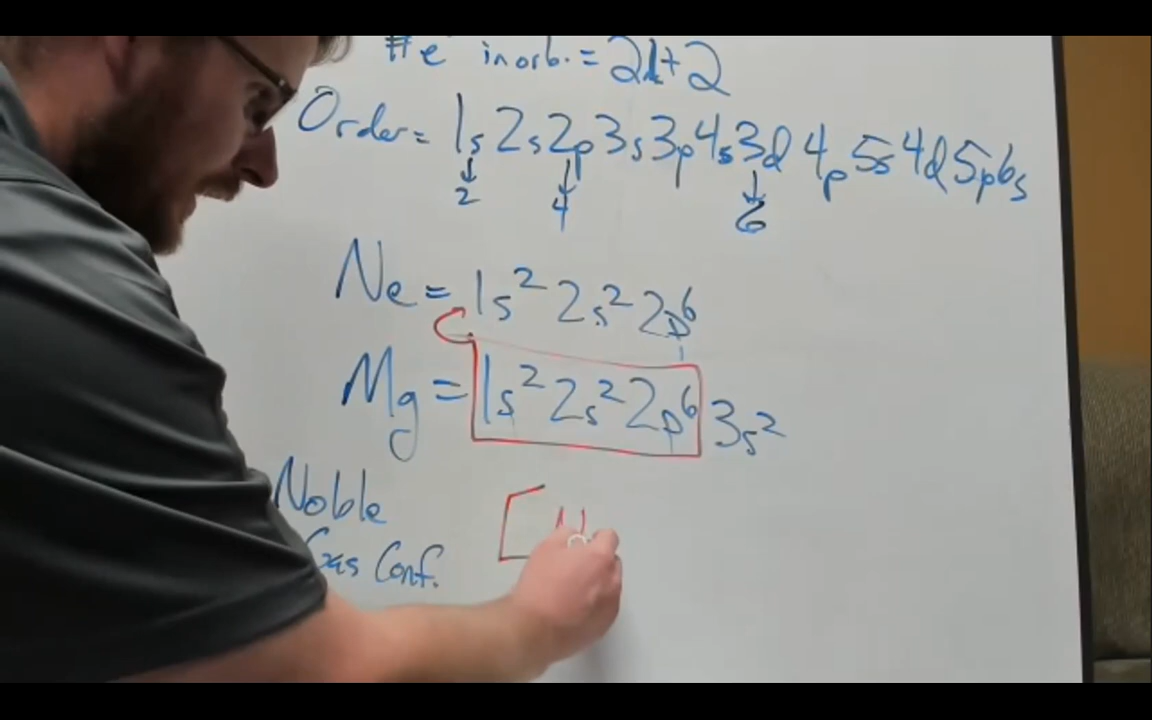 #e⁻ in orb. = 2l+2
Order = 1s 2s 2p 3s 3p 4s 3d 4p 5s 4d 5p 6s
↓ 2 ↓ 4 ↓ 6
Ne = 1s² 2s² 2p⁶
Mg = 1s² 2s² 2p⁶ 3s²
Noble
Gas Conf.
[N